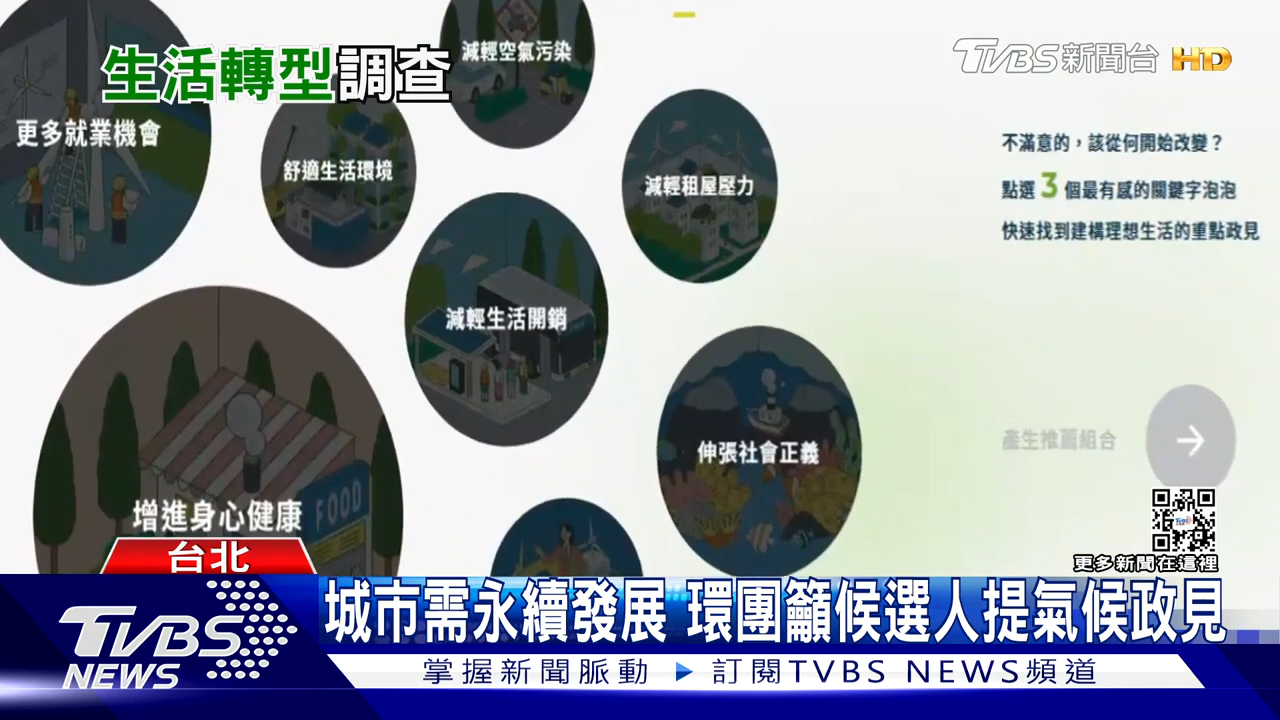 生活轉型調查
TVBS新聞台 HD
減輕空氣污染
更多就業機會
舒適生活環境
減輕租屋壓力
不滿意的，該從何開始改變？
點選 3 個最有感的關鍵字泡泡
快速找到建構理想生活的重點政見
減輕生活開銷
伸張社會正義
產生推薦組合
增進身心健康
FOOD
更多新聞在這裡
台北
城市需永續發展 環團籲候選人提氣候政見
TVBS NEWS
掌握新聞脈動 訂閱TVBS NEWS頻道